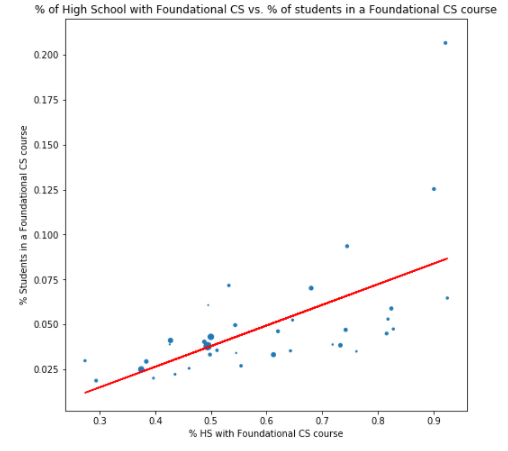 % of High School with Foundational CS vs. % of students in a Foundational CS course
0.200
0.175
0.150
0.125
0.100
0.075
0.050
0.025
% Students in a Foundational CS course
0.3 0.4 0.5 0.6 0.7 0.8 0.9
% HS with Foundational CS course